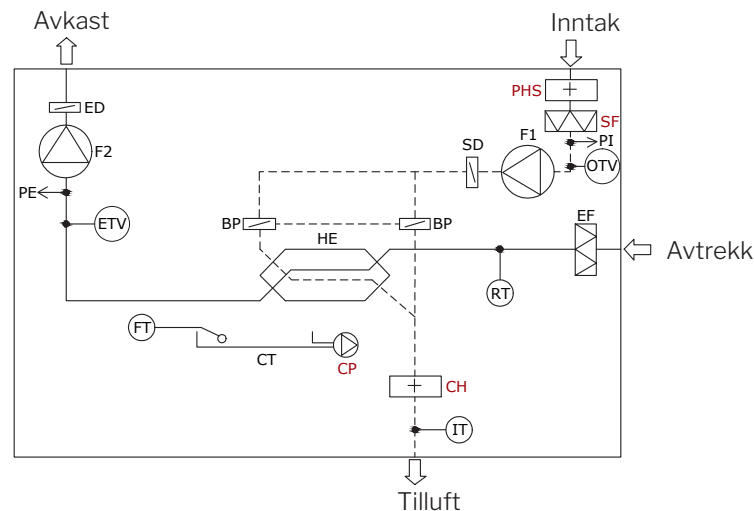 Avkast
Inntak
PHS
ED
SF
F2
SD
F1
PI
OTV
PE
ETV
BP
BP
EF
HE
Avtrekk
RT
FT
CT
CP
CH
IT
Tilluft